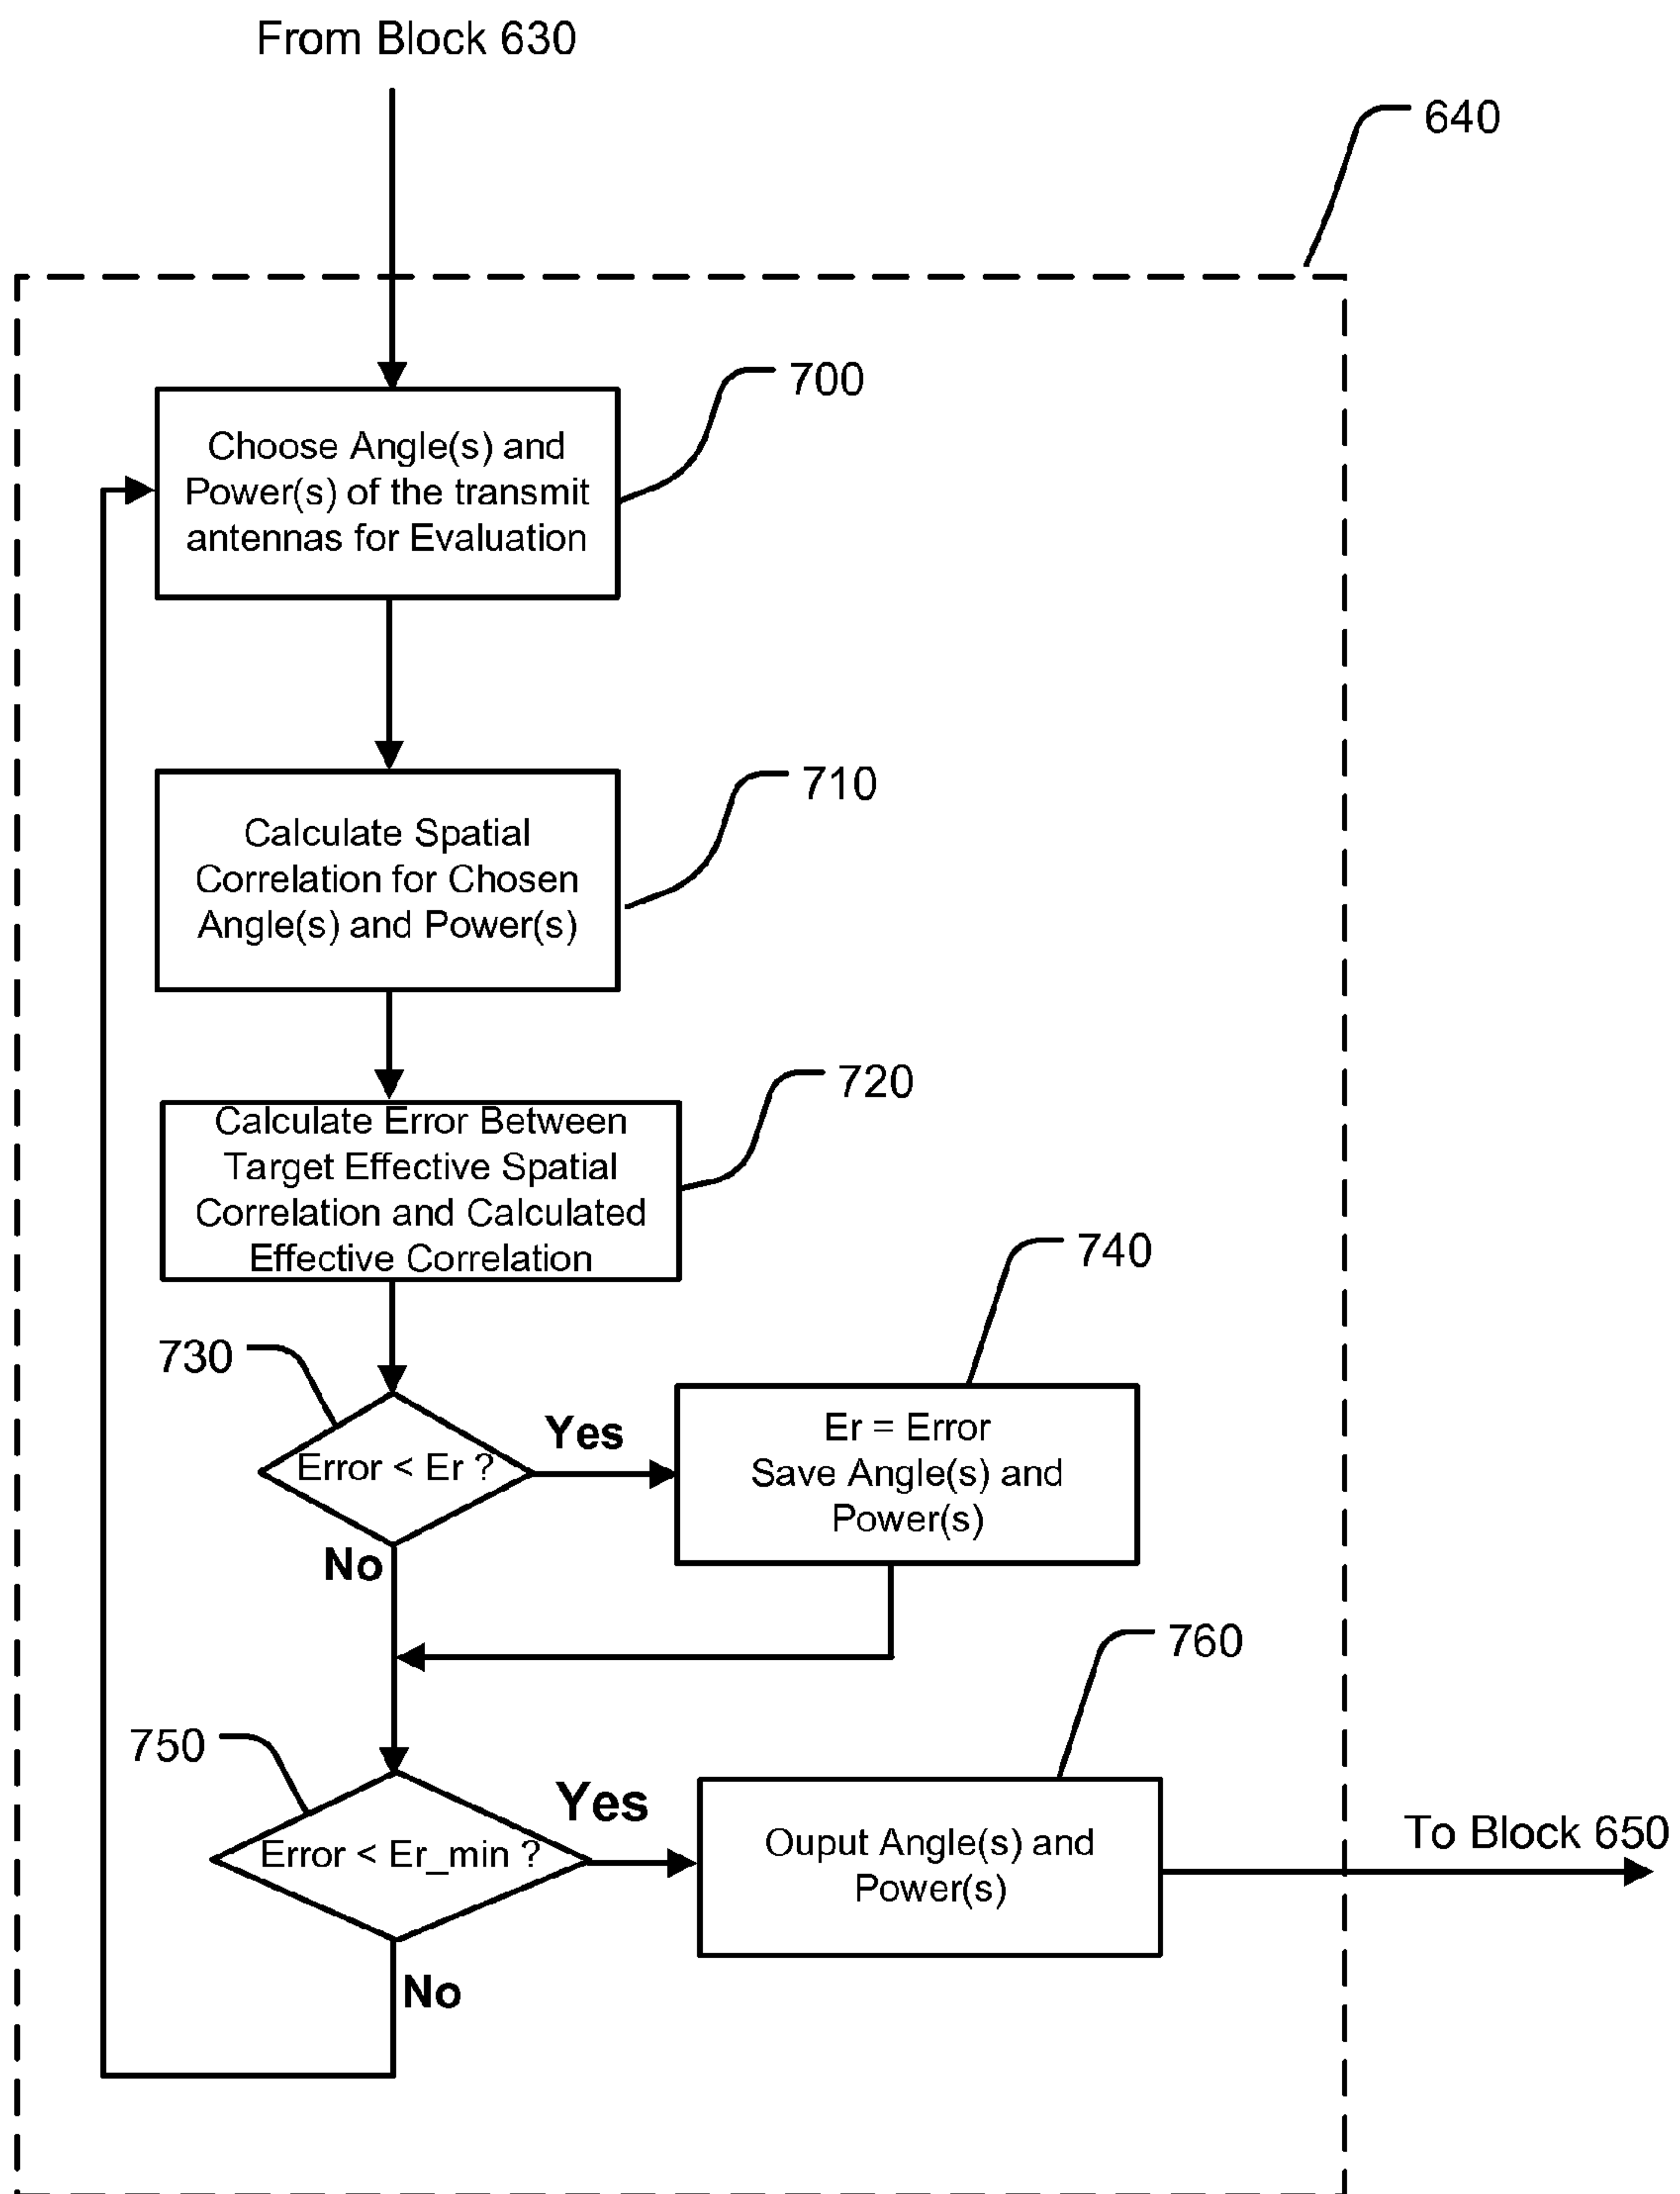 From Block 630
640
700
Choose Angle(s) and
Power(s) of the transmit
antennas for Evaluation
710
Calculate Spatial
Correlation for Chosen
Angle(s) and Power(s)
720
Calculate Error Between
Target Effective Spatial
Correlation and Calculated
Effective Correlation
730
Error < Er ?
Yes
No
740
Er = Error
Save Angle(s) and
Power(s)
750
Error < Er_min ?
Yes
No
760
Ouput Angle(s) and
Power(s)
To Block 650